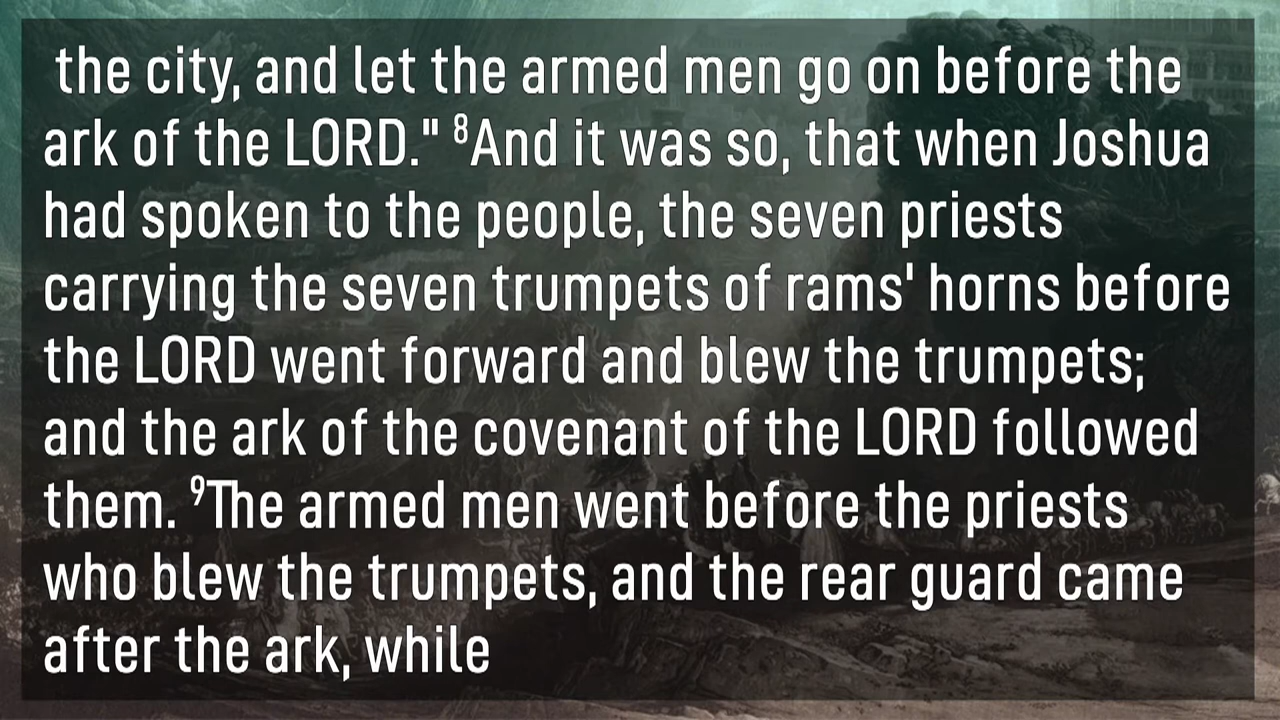 the city, and let the armed men go on before the
ark of the LORD." ⁸And it was so, that when Joshua
had spoken to the people, the seven priests
carrying the seven trumpets of rams' horns before
the LORD went forward and blew the trumpets;
and the ark of the covenant of the LORD followed
them. ⁹The armed men went before the priests
who blew the trumpets, and the rear guard came
after the ark, while